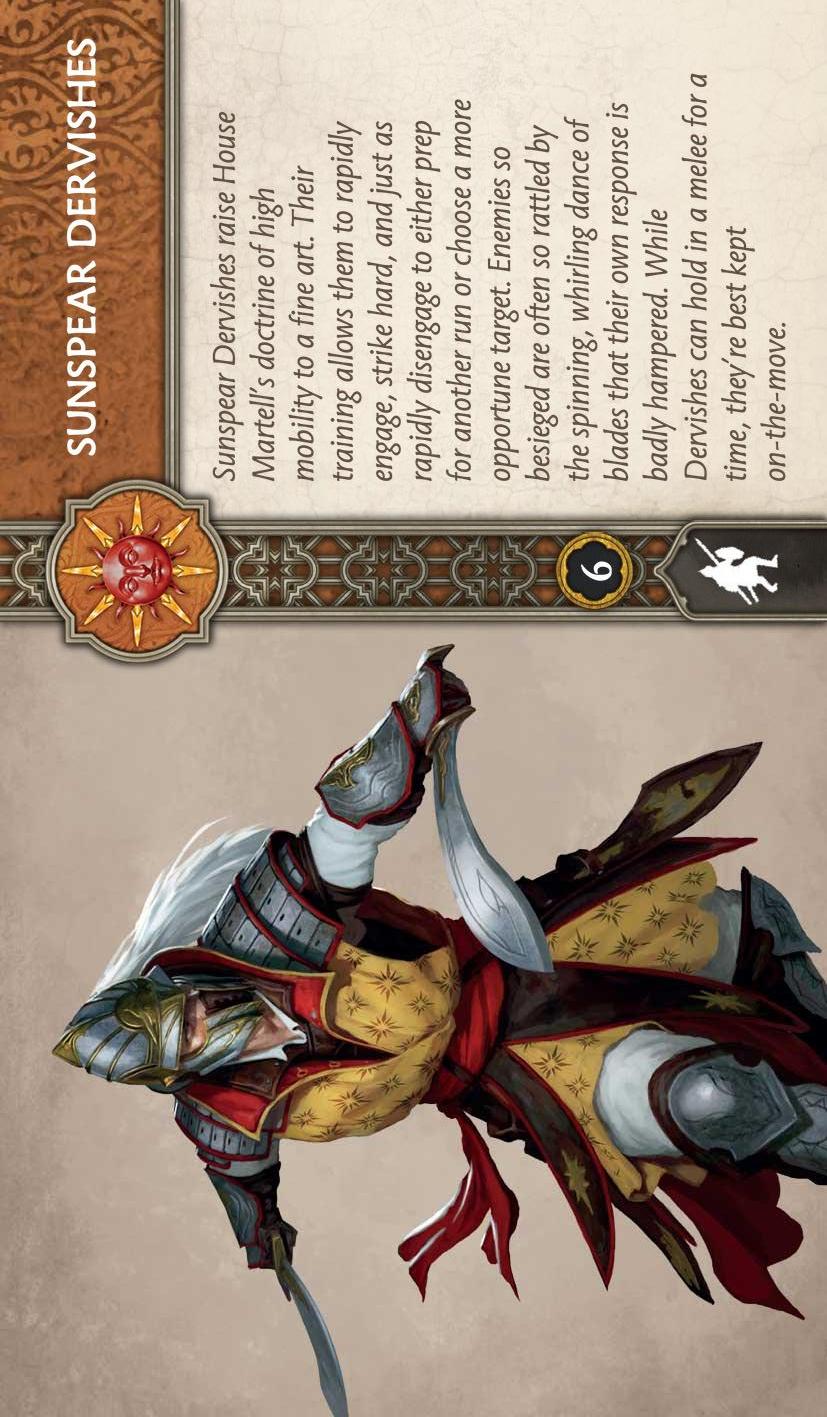 SUNSPEAR DERVISHES
Sunspear Dervishes raise House
Martell's doctrine of high
mobility to a fine art. Their
training allows them to rapidly
engage, strike hard, and just as
rapidly disengage to either prep
for another run or choose a more
opportune target. Enemies so
besieged are often so rattled by
the spinning, whirling dance of
blades that their own response is
badly hampered. While
Dervishes can hold in a melee for a
time, they're best kept
on-the-move.
6